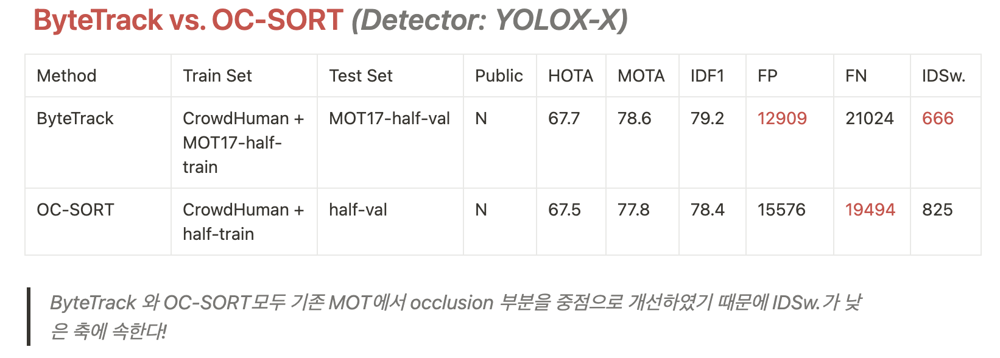 ByteTrack vs. OC-SORT (Detector: YOLOX-X)
Method Train Set Test Set Public HOTA MOTA IDF1 FP FN IDSw.
ByteTrack CrowdHuman + MOT17-half-val N 67.7 78.6 79.2 12909 21024 666
MOT17-half-
train
OC-SORT CrowdHuman + half-val N 67.5 77.8 78.4 15576 19494 825
half-train
ByteTrack 와 OC-SORT모두 기존 MOT에서 occlusion 부분을 중점으로 개선하였기 때문에 IDSw.가 낮
은 축에 속한다!